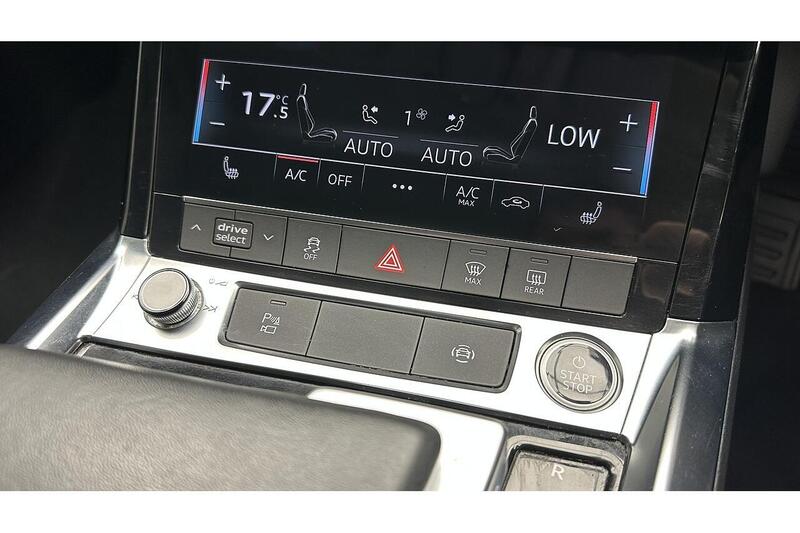 + 17.5 °C 1 LOW +
− AUTO AUTO −
A/C OFF ••• A/C MAX
drive
select
OFF
MAX
REAR
P
START
STOP
R